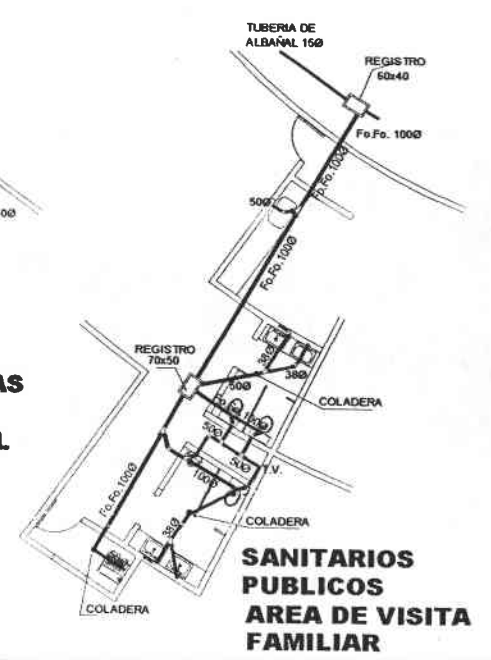 TUBERIA DE
ALBAÑAL 15Ø
REGISTRO
60x40
Fo.Fo. 100Ø
Fo.Fo.100Ø
50Ø
Fo.Fo.100Ø
REGISTRO
70x50
38Ø
38Ø
50Ø
COLADERA
100Ø
50Ø
50Ø
T.V.
100Ø
Fo.Fo.100Ø
38Ø
COLADERA
COLADERA
AS
SANITARIOS
PUBLICOS
AREA DE VISITA
FAMILIAR